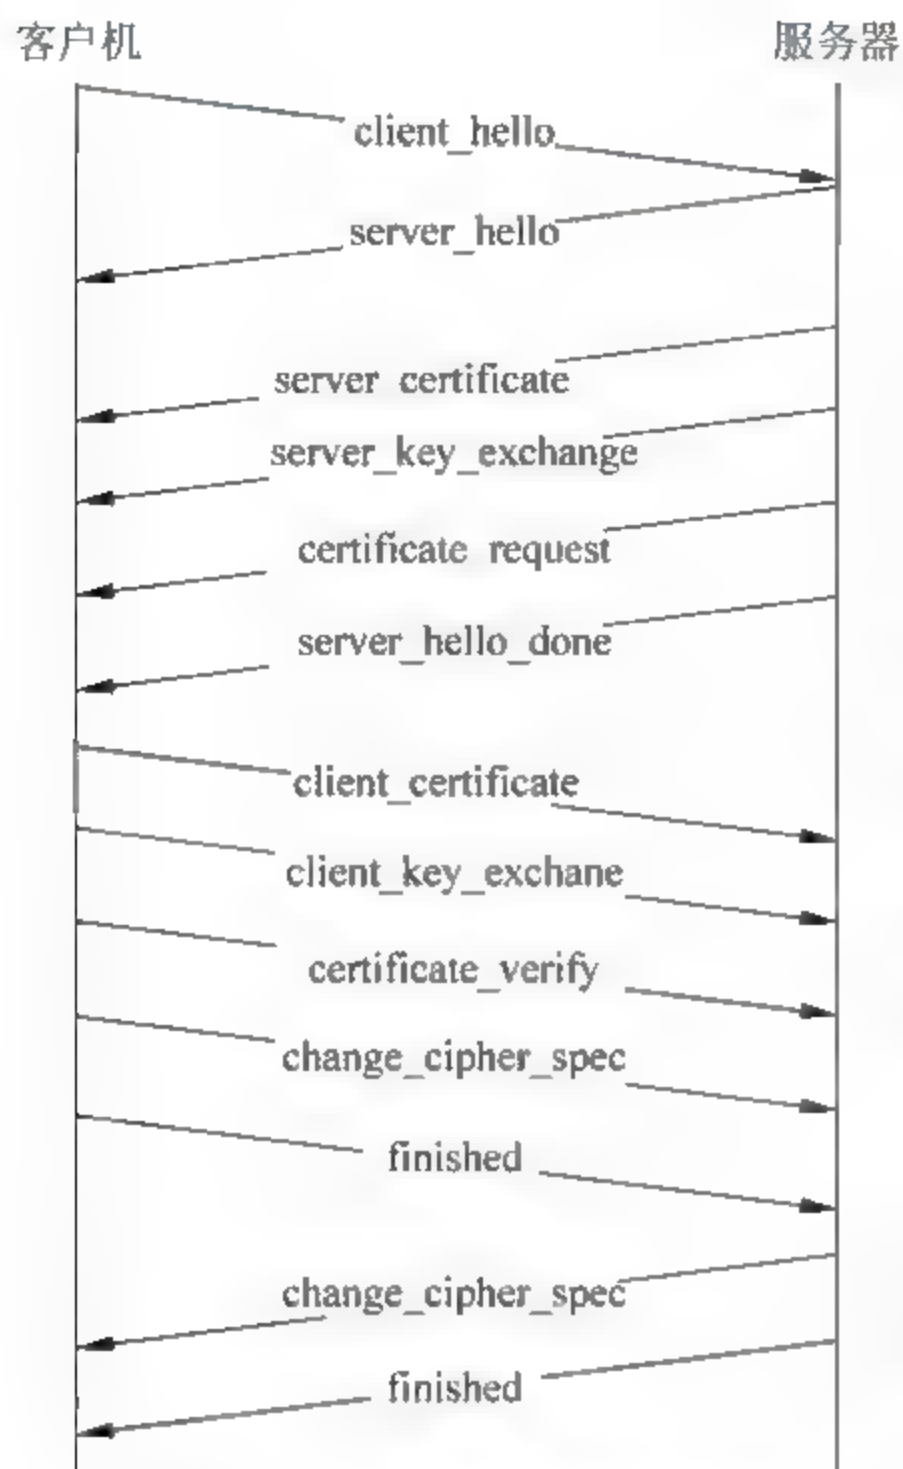 客户机
服务器
client_hello
server_hello
server certificate
server_key_exchange
certificate request
server_hello_done
client_certificate
client_key_exchane
certificate_verify
change_cipher_spec
finished
change_cipher_spec
finished